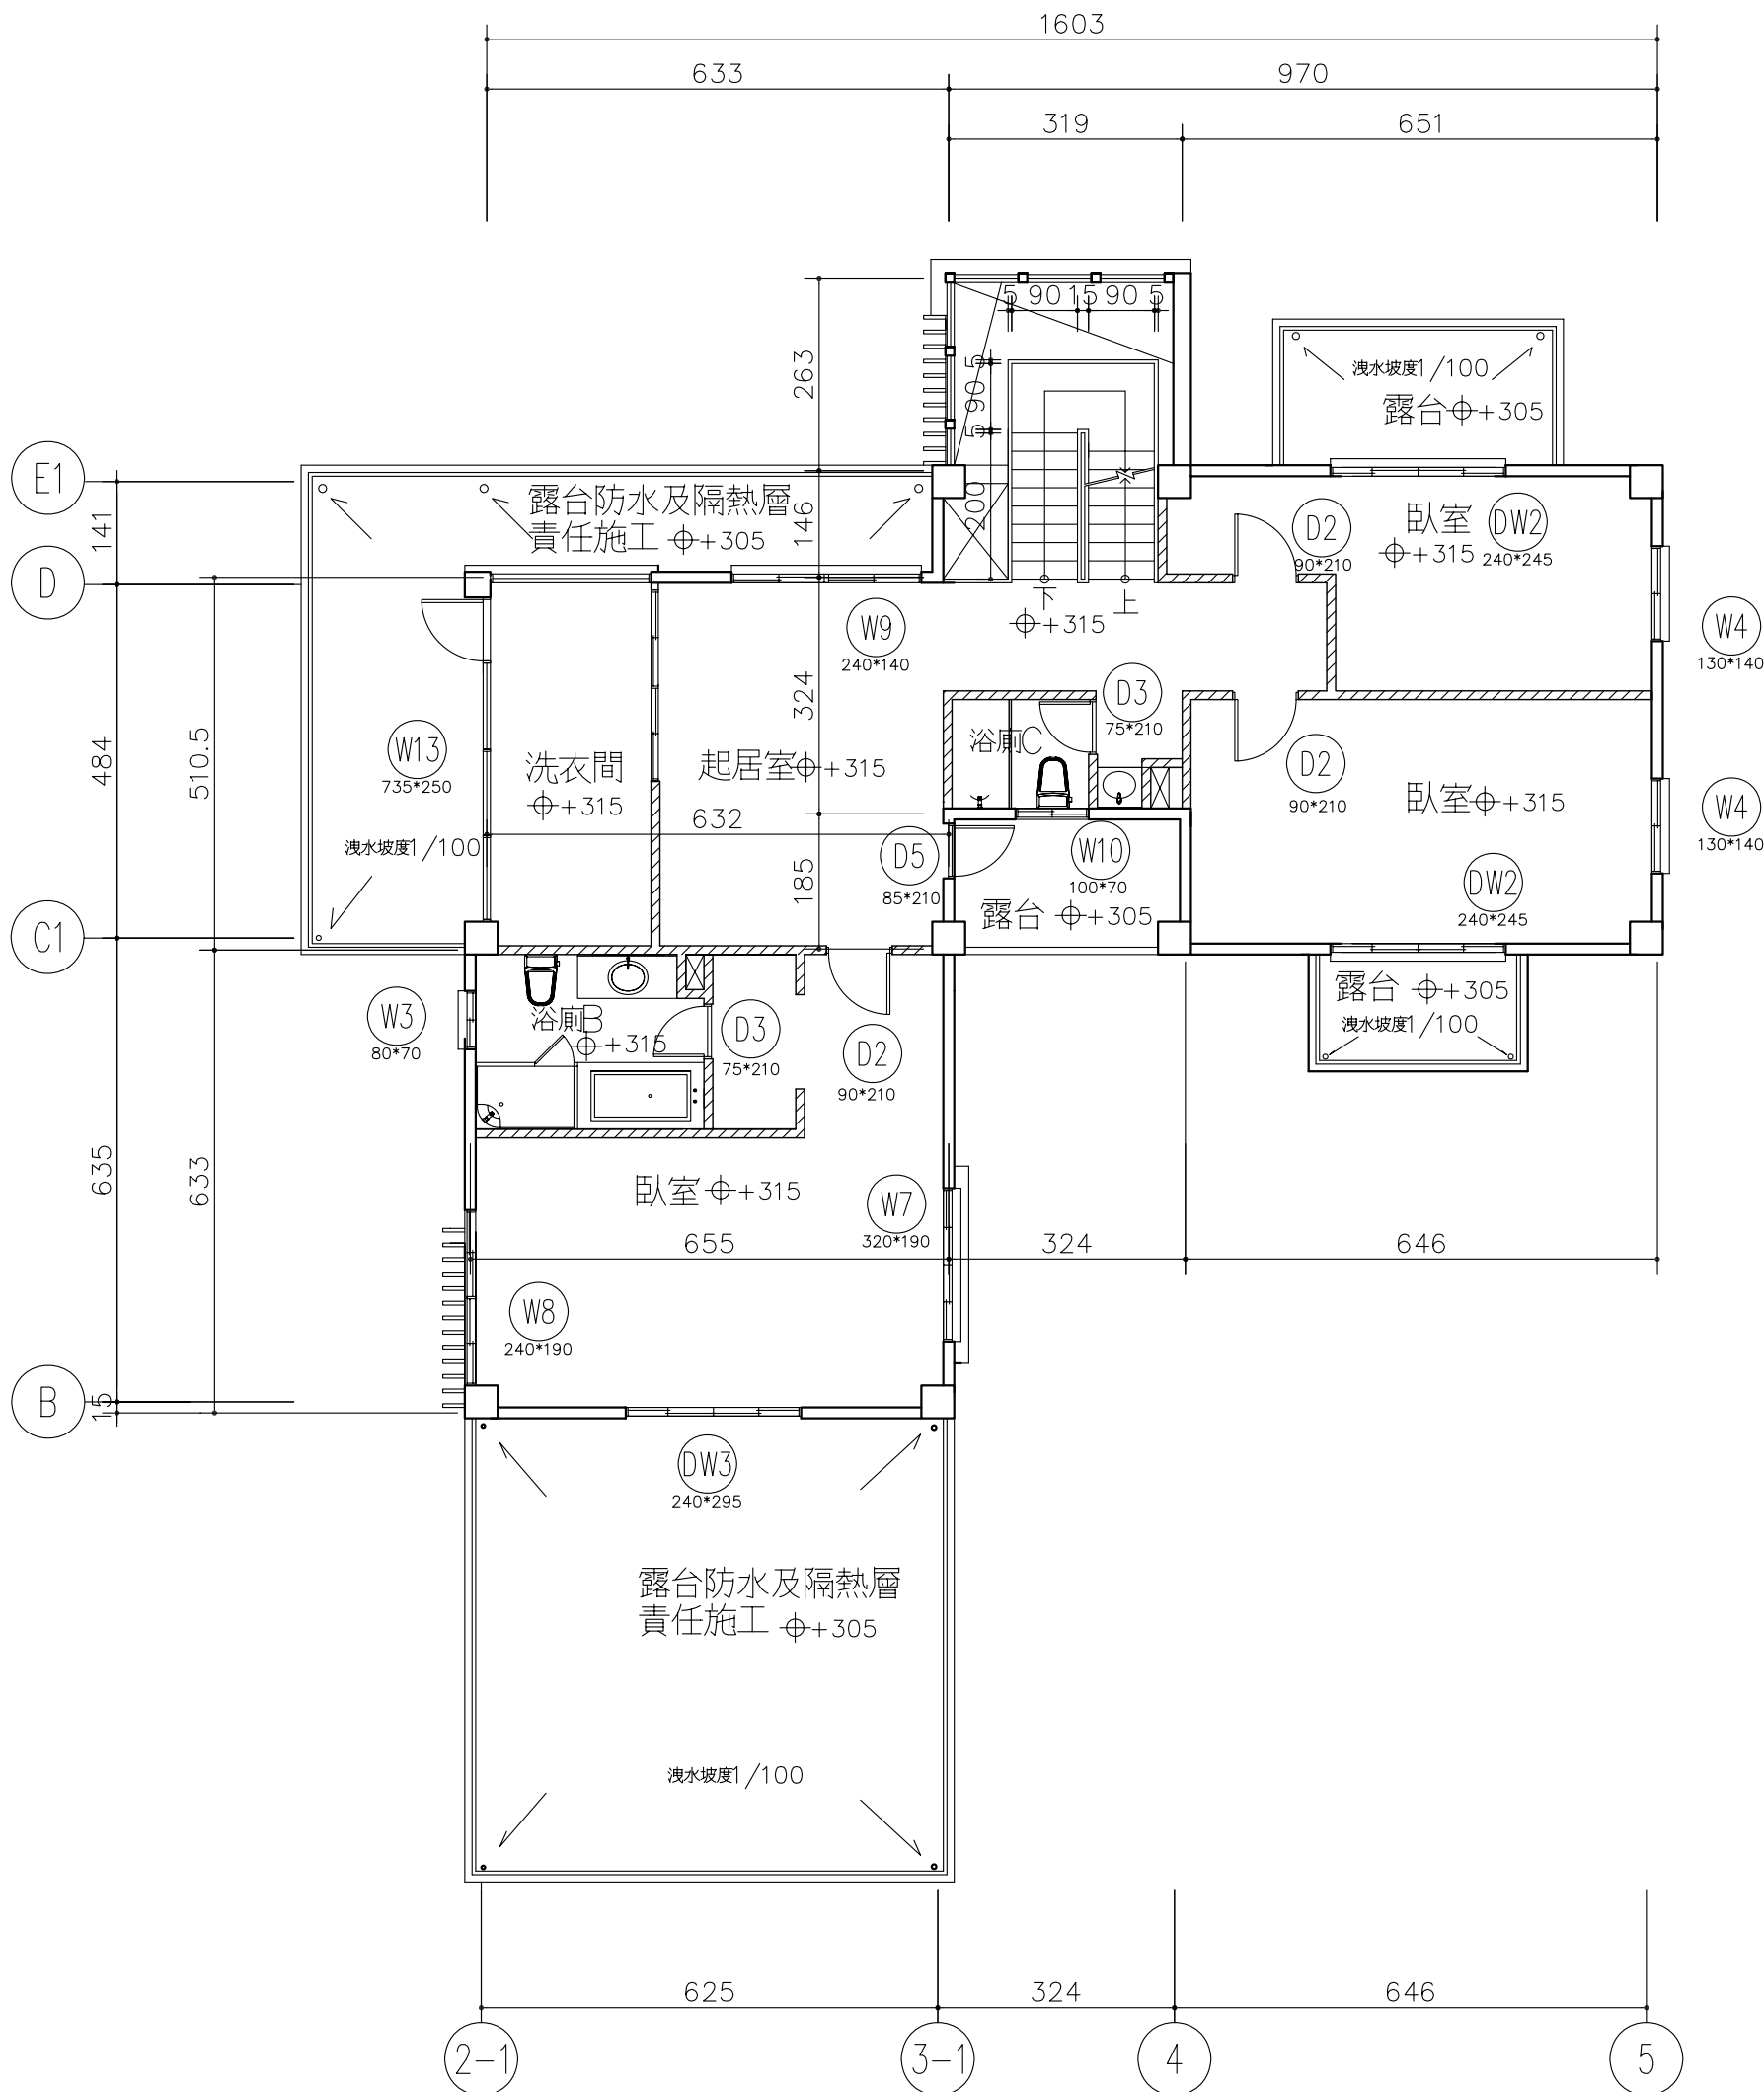 1603
633
970
319
651
5 90 15 90 5
263
5
90
5
洩水坡度1/100
露台 +305
E1
露台防水及隔熱層
責任施工 +305
146
200
141
D2
90*210
臥室
+315
DW2
240*245
D
下
上
+315
W9
240*140
W4
130*140
324
D3
75*210
484
510.5
W13
735*250
洗衣間
+315
起居室 +315
浴廁C
D2
90*210
臥室 +315
W4
130*140
632
洩水坡度1/100
185
D5
85*210
W10
100*70
DW2
240*245
露台 +305
C1
露台 +305
洩水坡度1/100
W3
80*70
浴廁B
+315
D3
75*210
D2
90*210
635
633
臥室 +315
W7
320*190
655
324
646
W8
240*190
B
15
DW3
240*295
露台防水及隔熱層
責任施工 +305
洩水坡度1/100
625
324
646
2-1
3-1
4
5